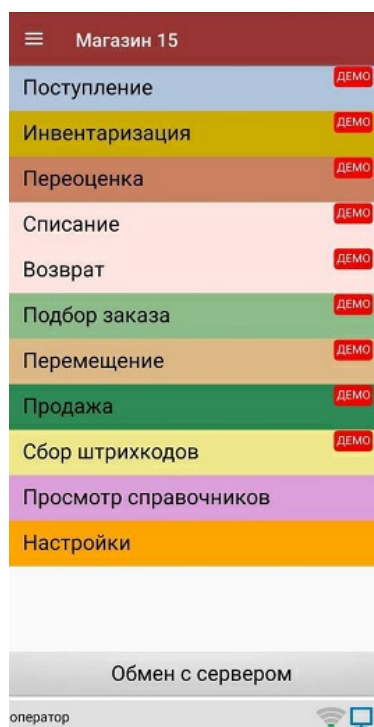 Магазин 15
Поступление ДЕМО
Инвентаризация ДЕМО
Переоценка ДЕМО
Списание ДЕМО
Возврат ДЕМО
Подбор заказа ДЕМО
Перемещение ДЕМО
Продажа ДЕМО
Сбор штрихкодов ДЕМО
Просмотр справочников
Настройки
Обмен с сервером
оператор